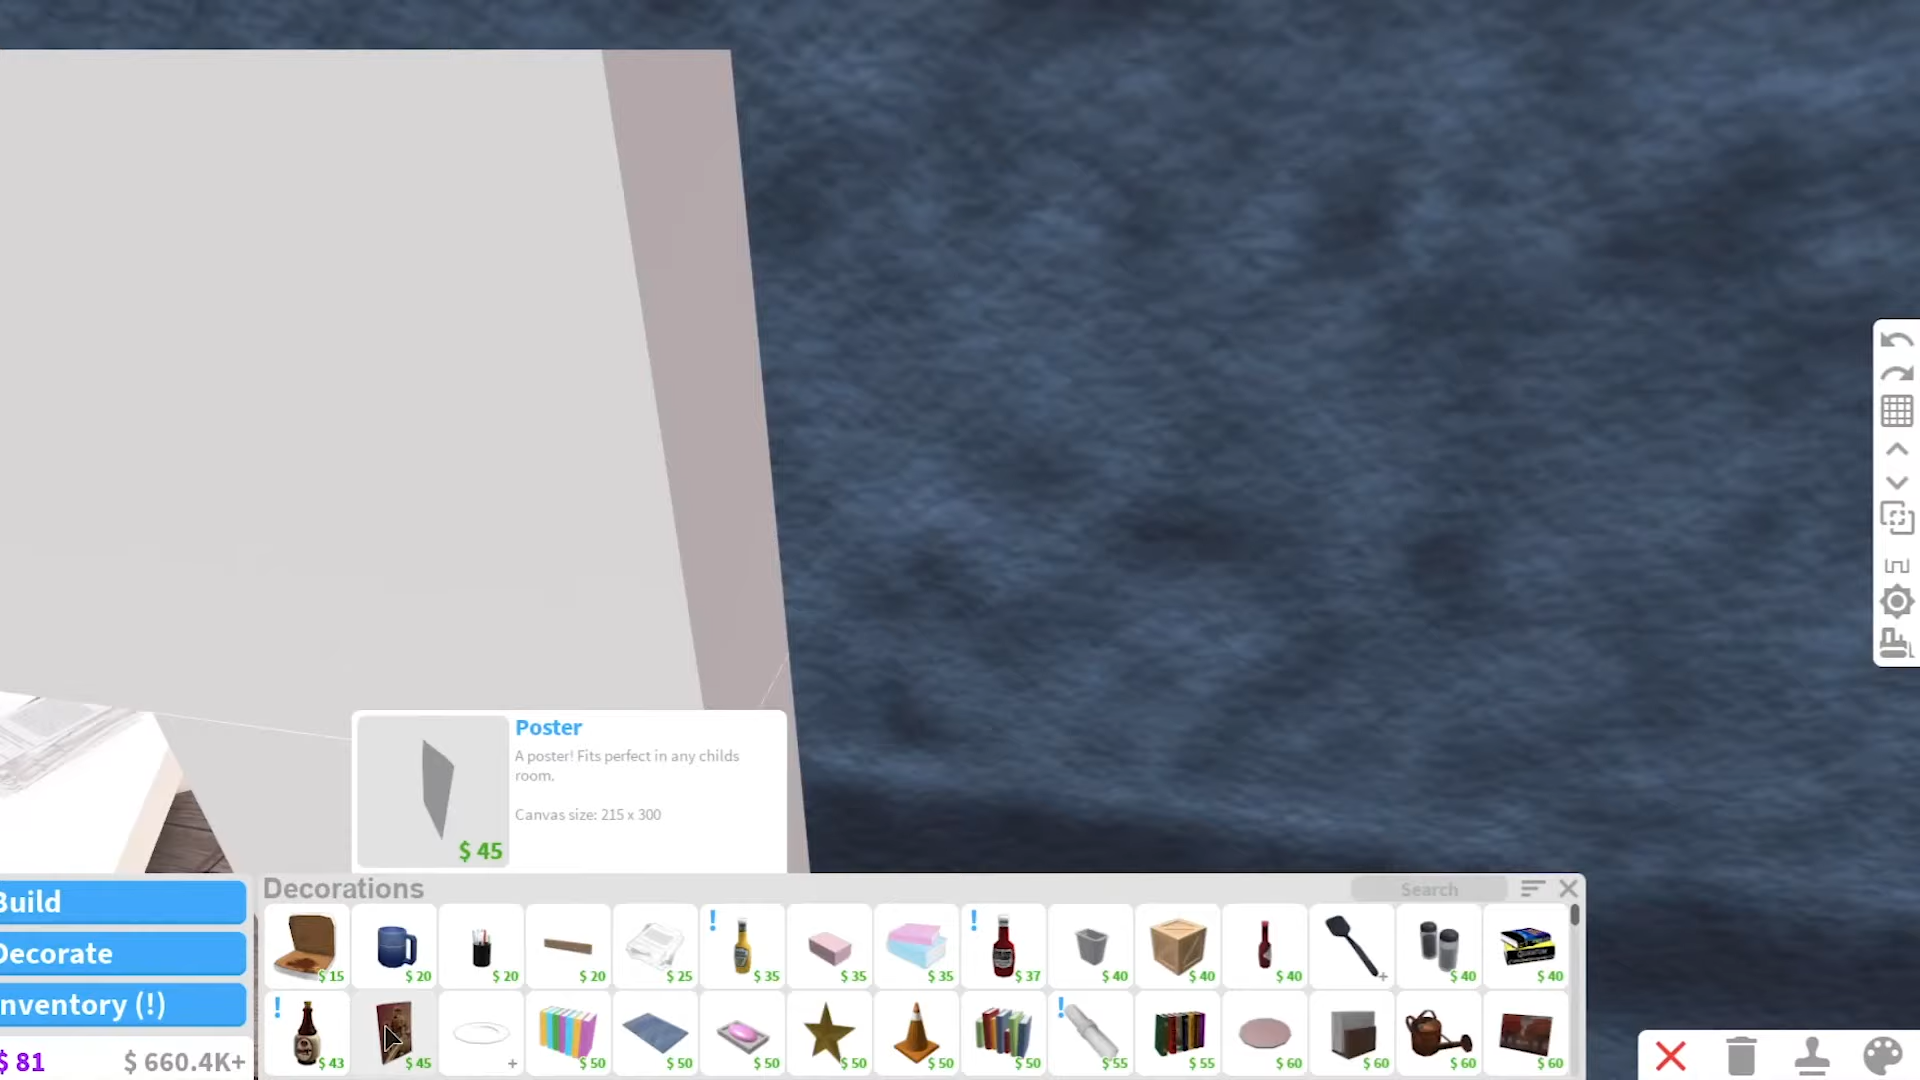 Poster
A poster! Fits perfect in any childs
room.
Canvas size: 215 x 300
$ 45
Build
Decorate
Inventory (!)
$ 81 $ 660.4K+
Decorations
Search
$ 15 $ 20 $ 20 $ 20 $ 25 ! $ 35 $ 35 $ 35 ! $ 37 $ 40 $ 40 $ 40 + $ 40 $ 40
! $ 43 $ 45 + $ 50 $ 50 $ 50 $ 50 $ 50 $ 50 ! $ 55 $ 55 $ 60 $ 60 $ 60 $ 60